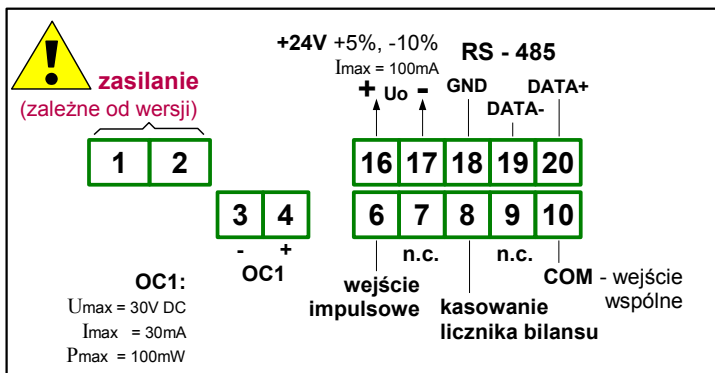 +24V +5%, -10%
Imax = 100mA
RS - 485
zasilanie
(zależne od wersji)
+ Uo -
GND
DATA+
DATA-
1 2
16 17 18 19 20
3 4
6 7 8 9 10
- +
OC1
n.c.
n.c.
OC1:
Umax = 30V DC
Imax = 30mA
Pmax = 100mW
wejście
impulsowe
kasowanie
licznika bilansu
COM - wejście
wspólne